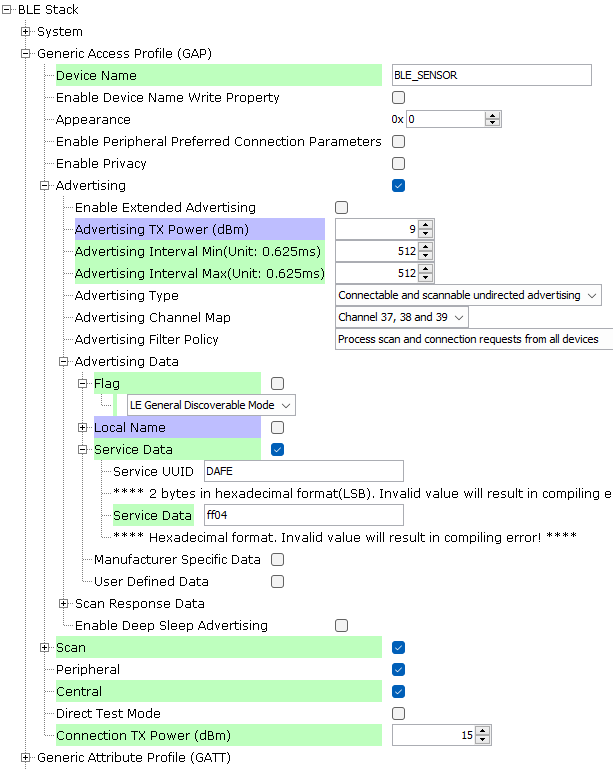 BLE Stack
System
Generic Access Profile (GAP)
Device Name BLE_SENSOR
Enable Device Name Write Property
Appearance 0x 0
Enable Peripheral Preferred Connection Parameters
Enable Privacy
Advertising
Enable Extended Advertising
Advertising TX Power (dBm) 9
Advertising Interval Min(Unit: 0.625ms) 512
Advertising Interval Max(Unit: 0.625ms) 512
Advertising Type Connectable and scannable undirected advertising
Advertising Channel Map Channel 37, 38 and 39
Advertising Filter Policy Process scan and connection requests from all devices
Advertising Data
Flag
LE General Discoverable Mode
Local Name
Service Data
Service UUID DAFE
**** 2 bytes in hexadecimal format(LSB). Invalid value will result in compiling e
Service Data ff04
**** Hexadecimal format. Invalid value will result in compiling error! ****
Manufacturer Specific Data
User Defined Data
Scan Response Data
Enable Deep Sleep Advertising
Scan
Peripheral
Central
Direct Test Mode
Connection TX Power (dBm) 15
Generic Attribute Profile (GATT)